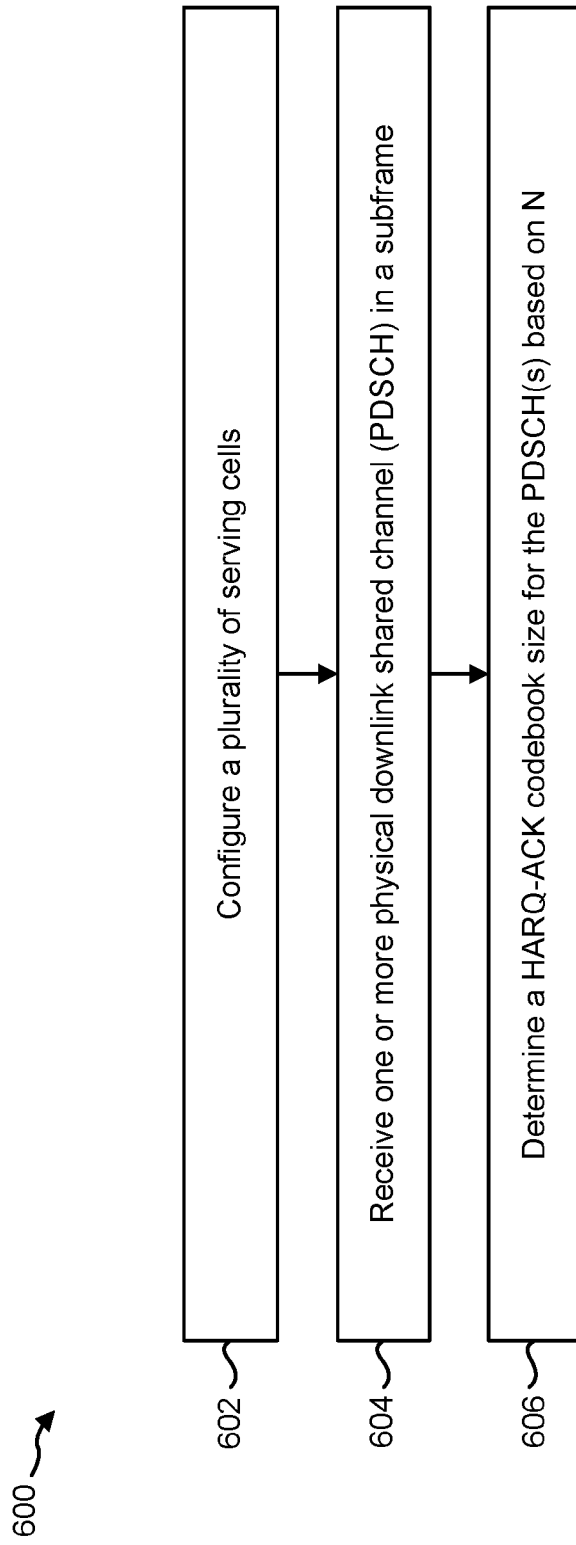 600
602
Configure a plurality of serving cells
604
Receive one or more physical downlink shared channel (PDSCH) in a subframe
606
Determine a HARQ-ACK codebook size for the PDSCH(s) based on N